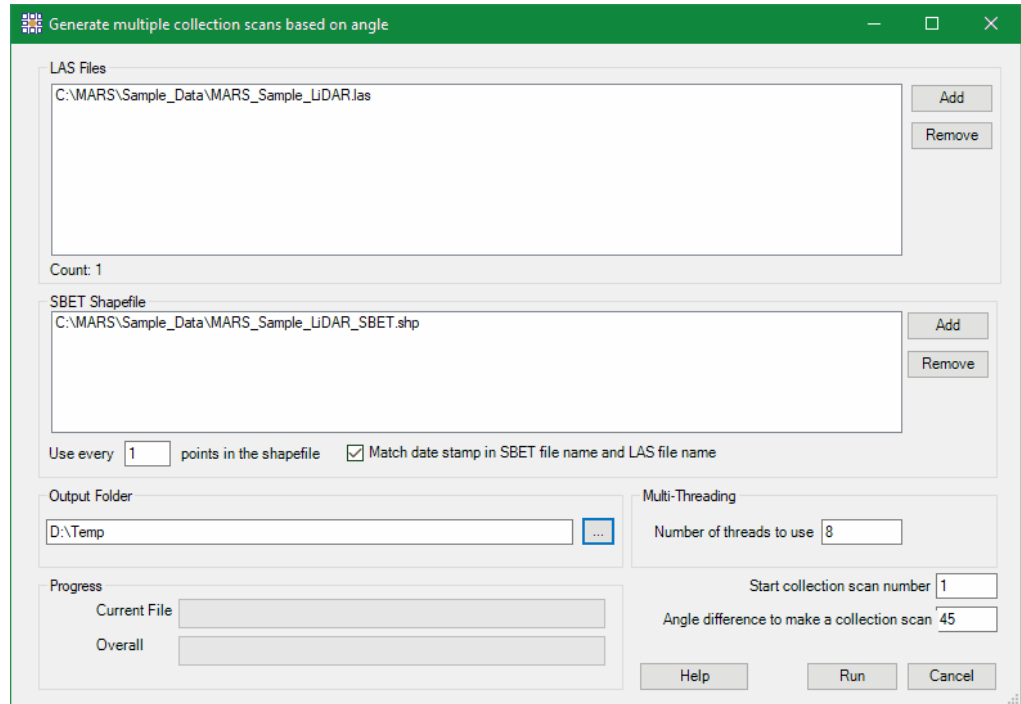 Generate multiple collection scans based on angle
LAS Files
C:\MARS\Sample_Data\MARS_Sample_LiDAR.las
Add
Remove
Count: 1
SBET Shapefile
C:\MARS\Sample_Data\MARS_Sample_LiDAR_SBET.shp
Add
Remove
Use every 1 points in the shapefile Match date stamp in SBET file name and LAS file name
Output Folder
D:\Temp ...
Multi-Threading
Number of threads to use 8
Progress
Current File
Overall
Start collection scan number 1
Angle difference to make a collection scan 45
Help Run Cancel